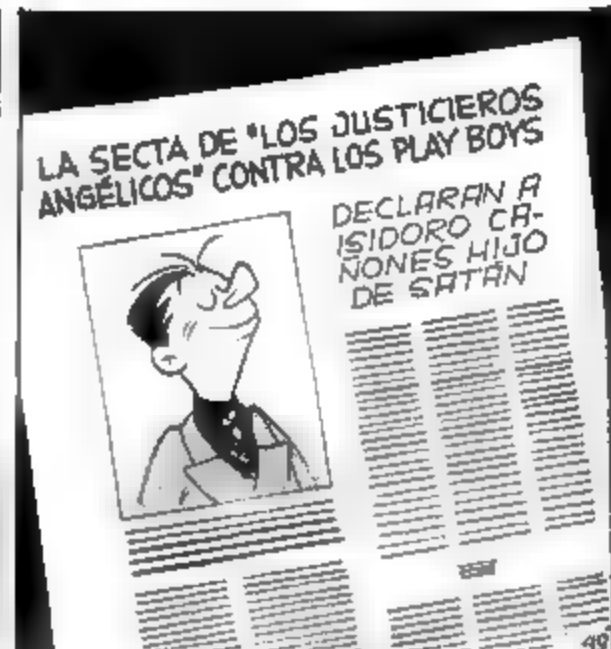 LA SECTA DE "LOS JUSTICIEROS
ANGÉLICOS" CONTRA LOS PLAY BOYS
DECLARAN A
ISIDORO CA-
ÑONES HIJO
DE SATÁN